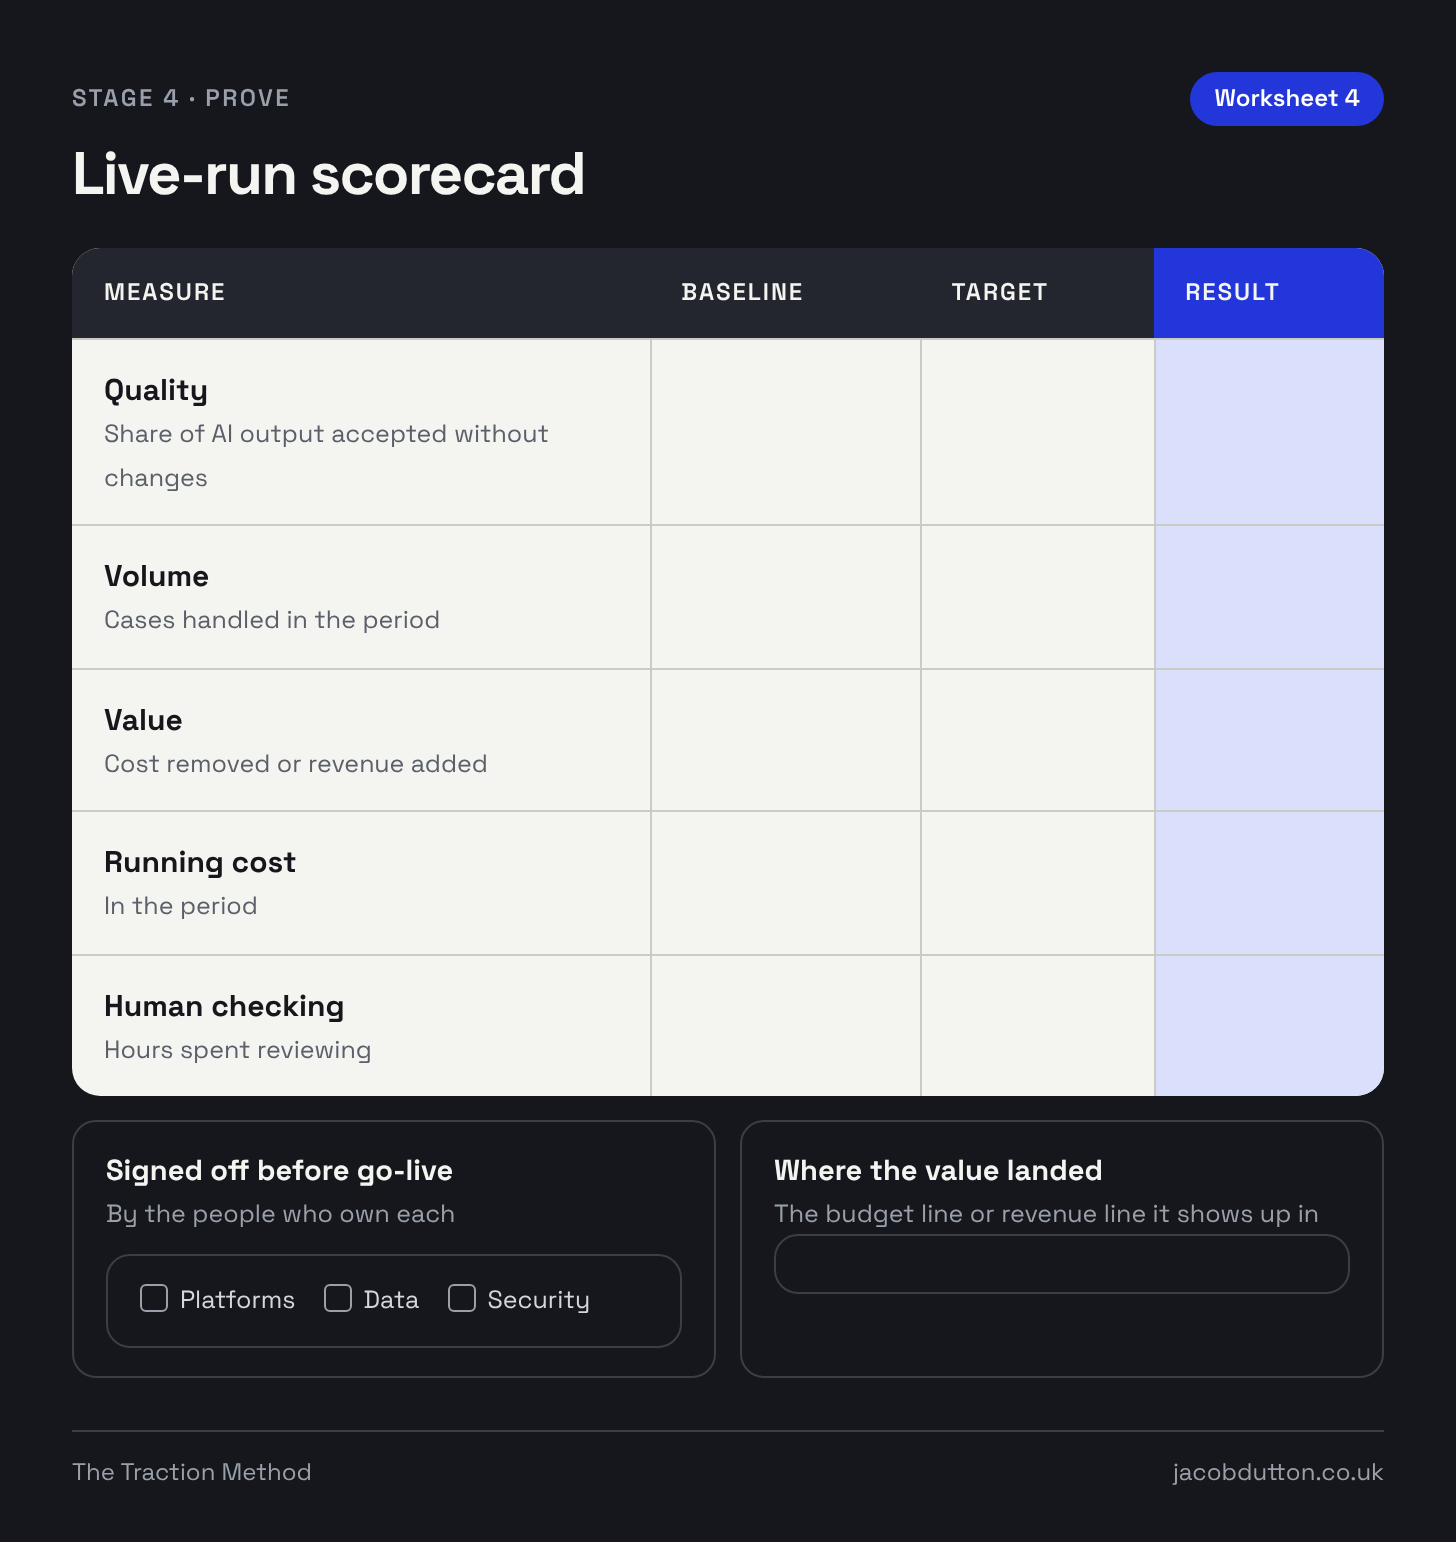 STAGE 4 · PROVE
Worksheet 4
Live-run scorecard
MEASURE BASELINE TARGET RESULT
Quality
Share of AI output accepted without
changes
Volume
Cases handled in the period
Value
Cost removed or revenue added
Running cost
In the period
Human checking
Hours spent reviewing
Signed off before go-live
By the people who own each
Platforms Data Security
Where the value landed
The budget line or revenue line it shows up in
The Traction Method
jacobdutton.co.uk